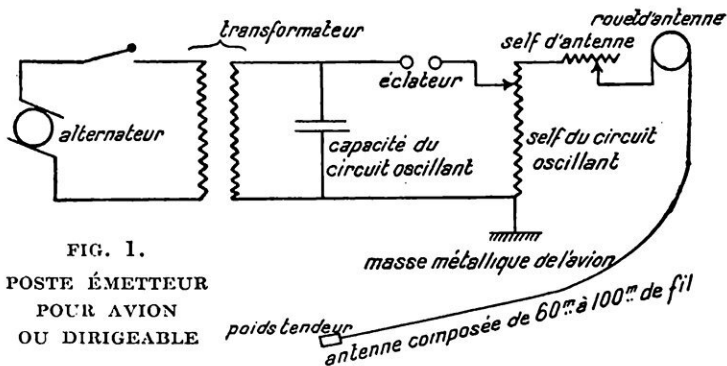 transformateur
rouet d'antenne
self d'antenne
éclateur
alternateur
capacité du
circuit oscillant
self du circuit
oscillant
masse métallique de l'avion
FIG. 1.
POSTE ÉMETTEUR
POUR AVION
OU DIRIGEABLE
poids tendeur
antenne composée de 60m à 100m de fil